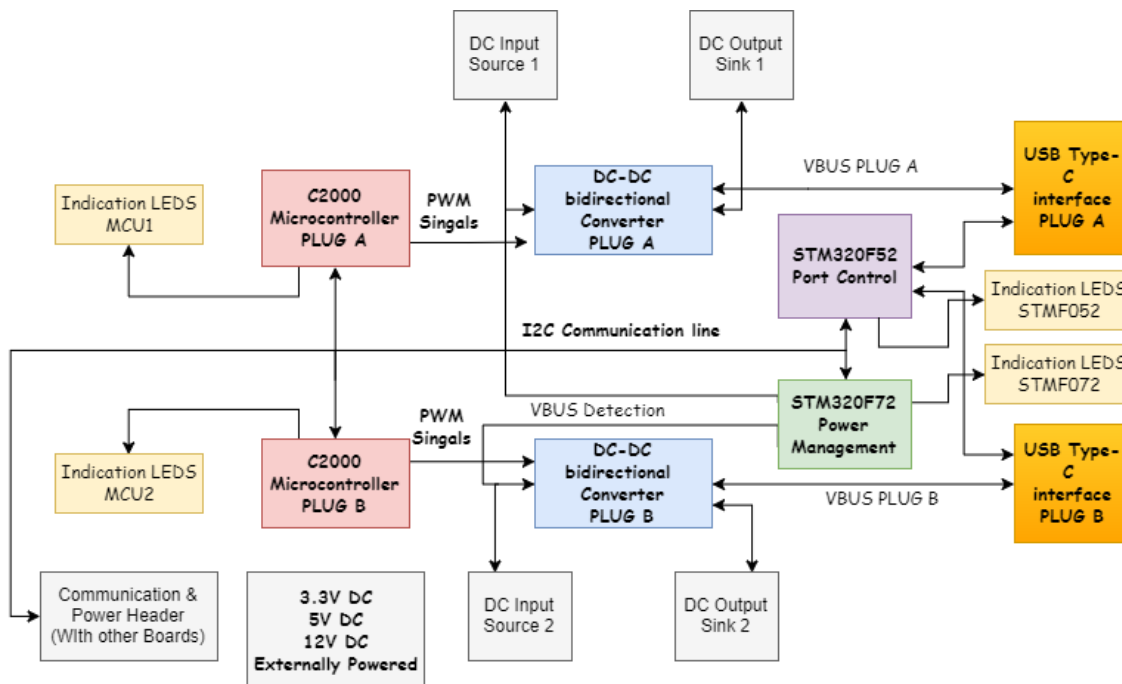 DC Input
Source 1
DC Output
Sink 1
VBUS PLUG A
USB Type-
C
interface
PLUG A
Indication LEDS
MCU1
C2000
Microcontroller
PLUG A
PWM
Singals
DC-DC
bidirectional
Converter
PLUG A
STM320F52
Port Control
Indication LEDS
STMF052
I2C Communication line
Indication LEDS
STMF072
VBUS Detection
STM320F72
Power
Management
Indication LEDS
MCU2
C2000
Microcontroller
PLUG B
PWM
Singals
DC-DC
bidirectional
Converter
PLUG B
VBUS PLUG B
USB Type-
C
interface
PLUG B
Communication &
Power Header
(WIth other Boards)
3.3V DC
5V DC
12V DC
Externally Powered
DC Input
Source 2
DC Output
Sink 2